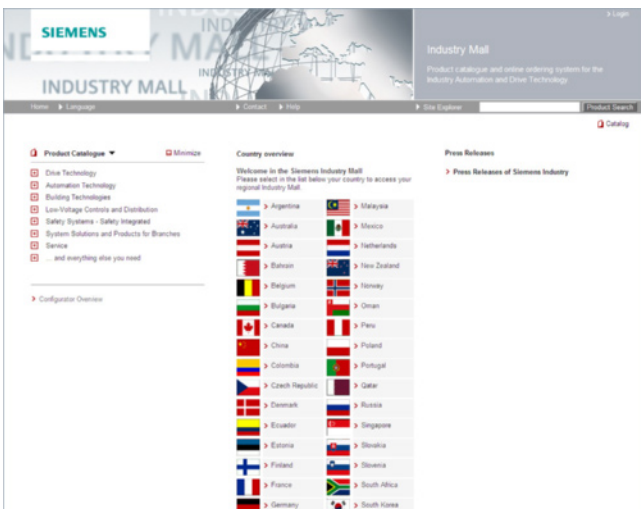 Login
SIEMENS
INDUSTRY MALL
Industry Mall
Product catalogue and online ordering system for the
Industry Automation and Drive Technology
Home Language Contact Help Site Explorer Product Search
Catalog
Product Catalogue Minimize
Drive Technology
Automation Technology
Building Technologies
Low-Voltage Controls and Distribution
Safety Systems - Safety Integrated
System Solutions and Products for Branches
Service
... and everything else you need
Configurator Overview
Country overview
Welcome in the Siemens Industry Mall
Please select in the list below your country to access your
regional Industry Mall.
Argentina Malaysia
Australia Mexico
Austria Netherlands
Bahrain New Zealand
Belgium Norway
Bulgaria Oman
Canada Peru
China Poland
Colombia Portugal
Czech Republic Qatar
Denmark Russia
Ecuador Singapore
Estonia Slovakia
Finland Slovenia
France South Africa
Germany South Korea
Press Releases
Press Releases of Siemens Industry